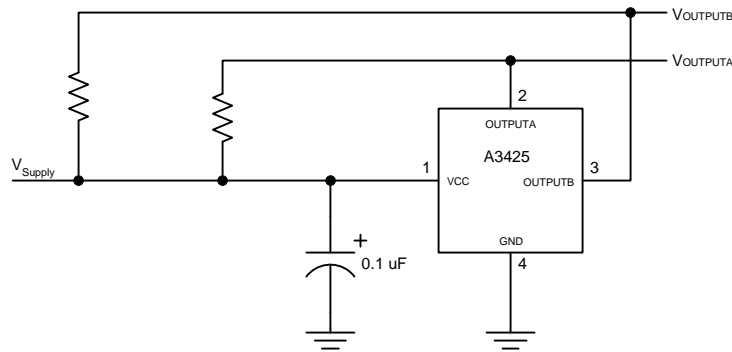 VOUTPUTB
VOUTPUTA
2
OUTPUTA
A3425
VSupply
1
VCC
OUTPUTB
3
GND
4
+
0.1 uF